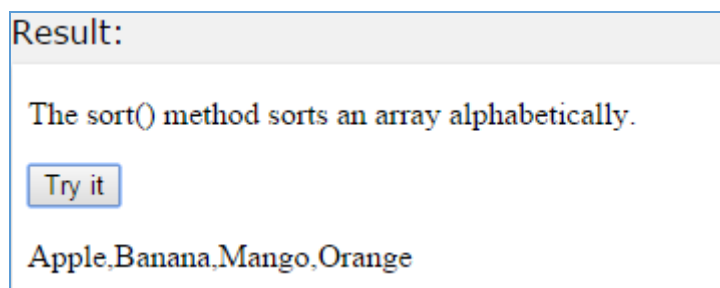 Result:
The sort() method sorts an array alphabetically.
Try it
Apple,Banana,Mango,Orange